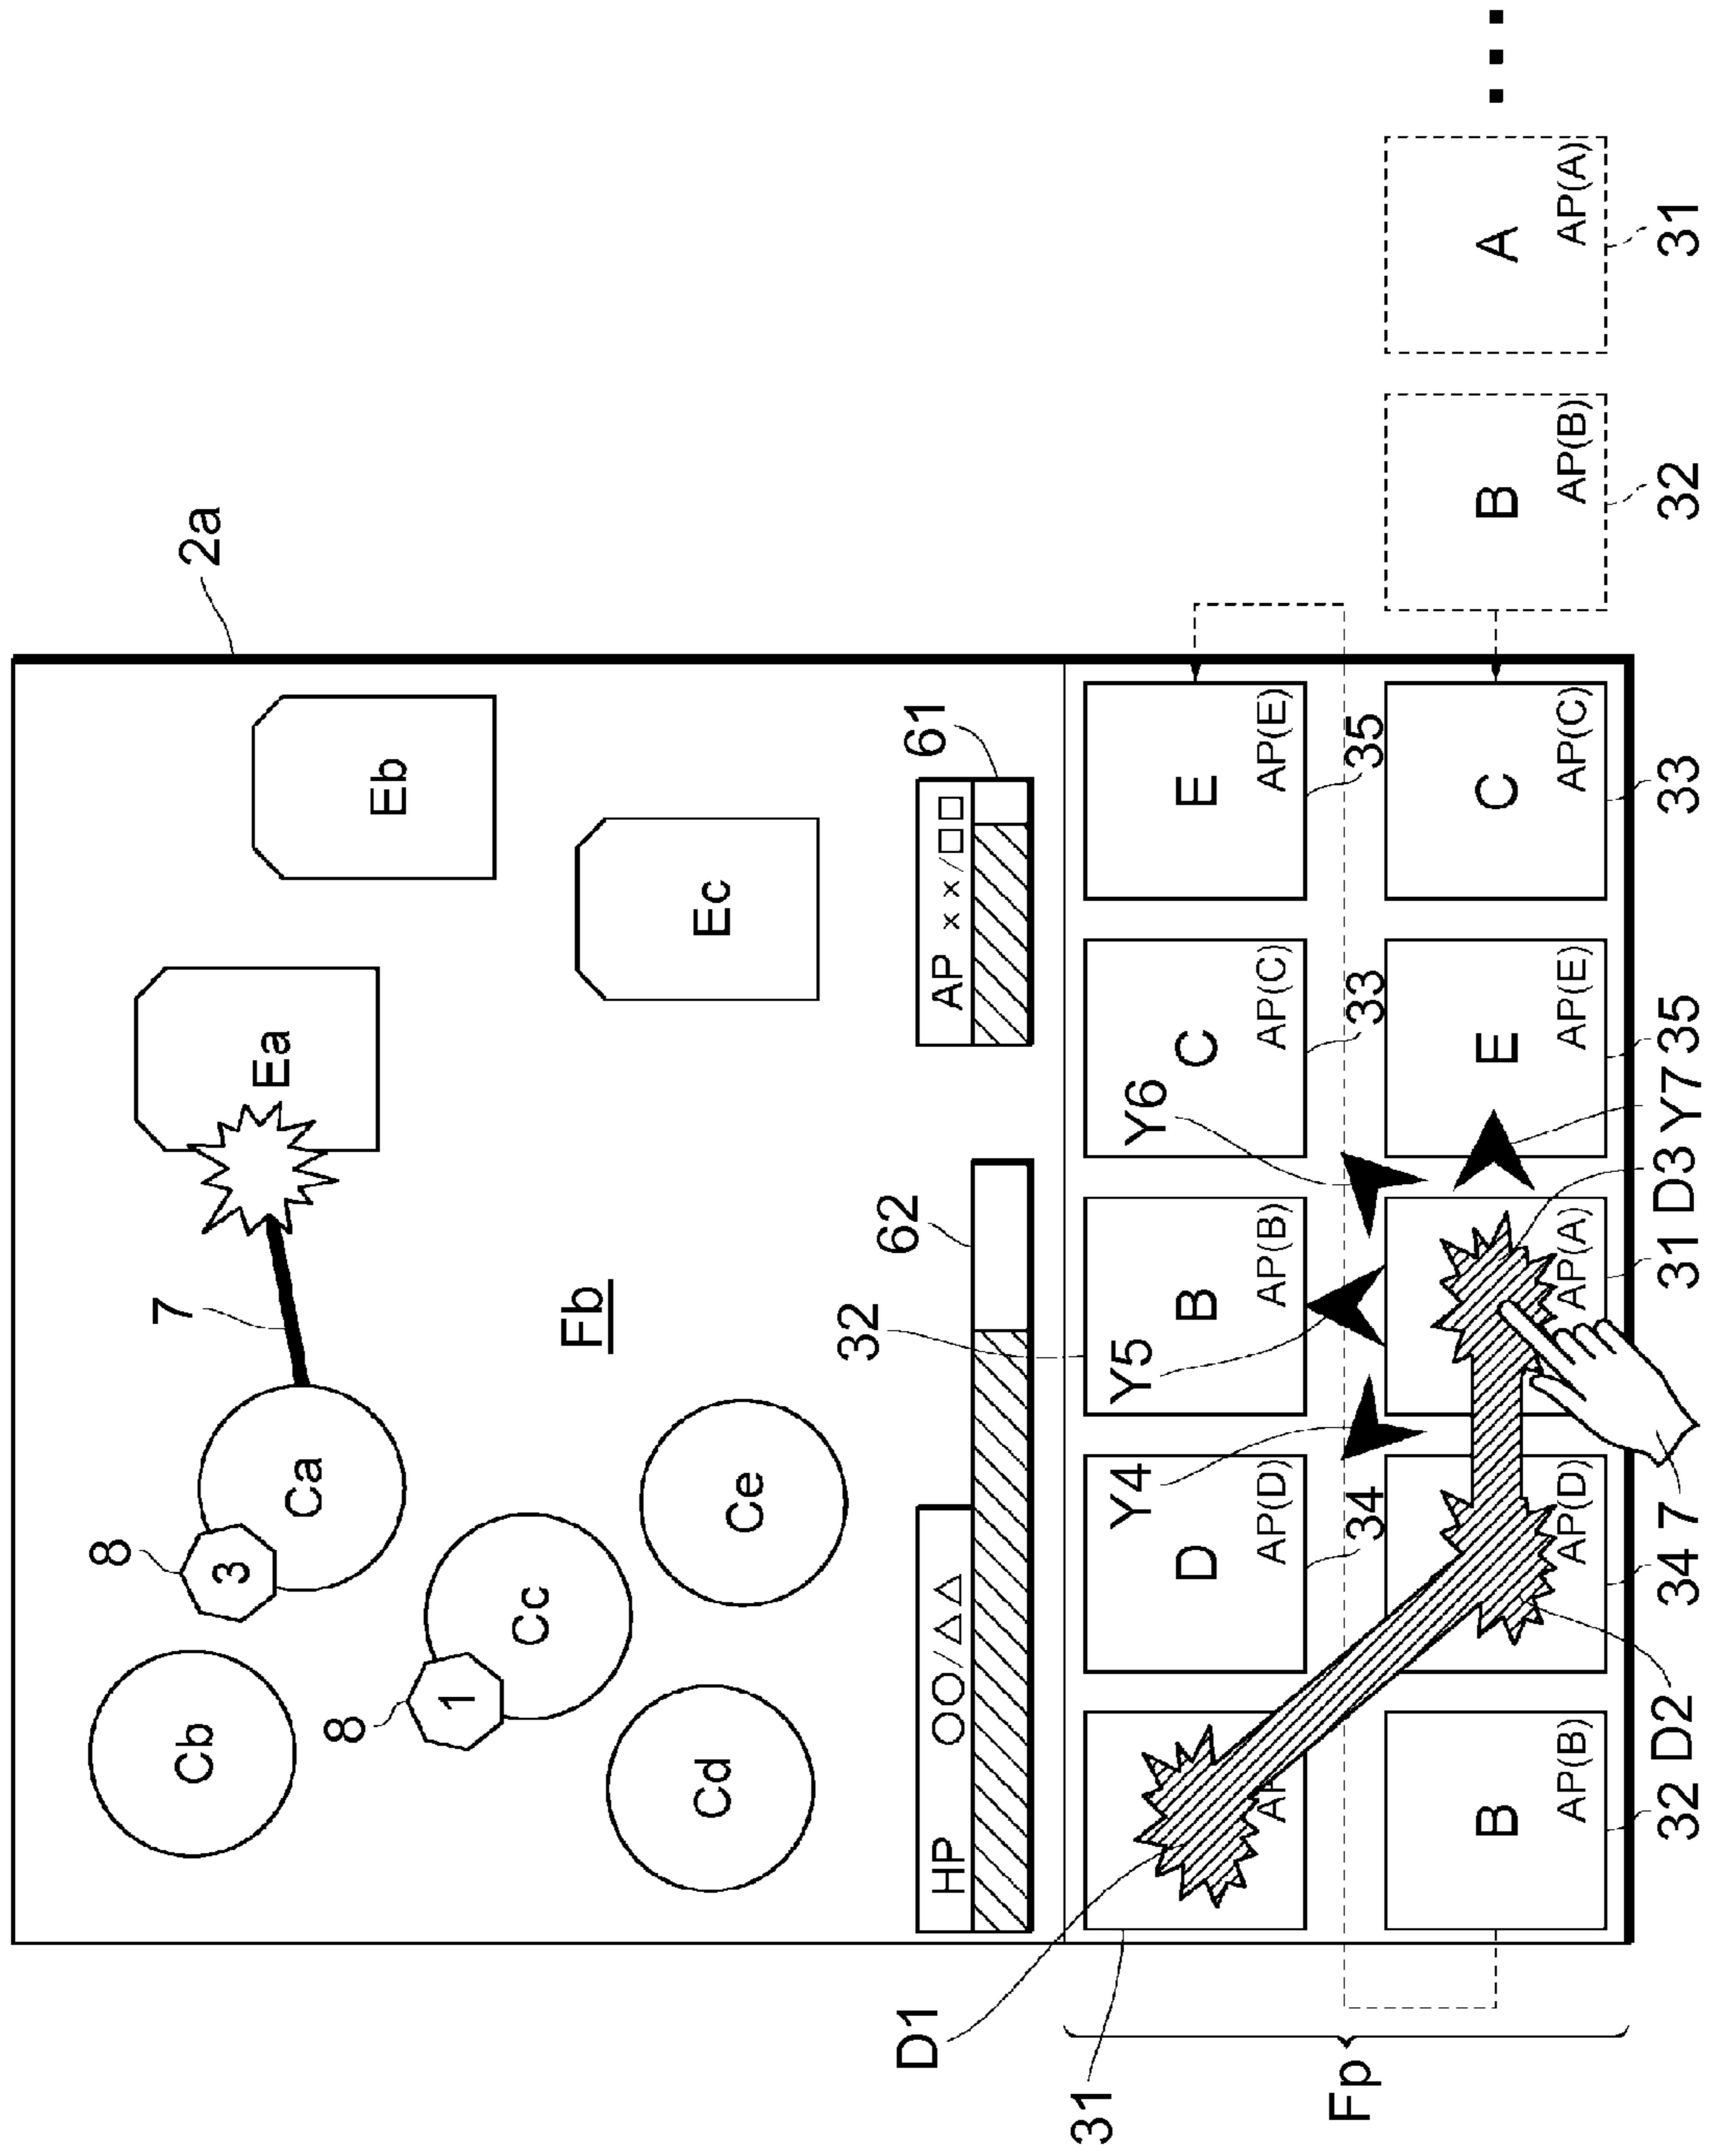 8
7
Cb
2a
3
Ea
Ca
8
Eb
1
Cc
Fb
Cd
Ec
Ce
32
62
D1
61
HP ○○/△△
AP ××/□□
31
Y4 Y5 Y6
D B C E
AP AP(D) AP(B) AP(C) AP(E)
Fp 34 33 35
B E C B A ...
AP(B) AP(D) AP(A) AP(E) AP(C) AP(B) AP(A)
32 D2 34 7 31 D3 Y7 35 33 32 31